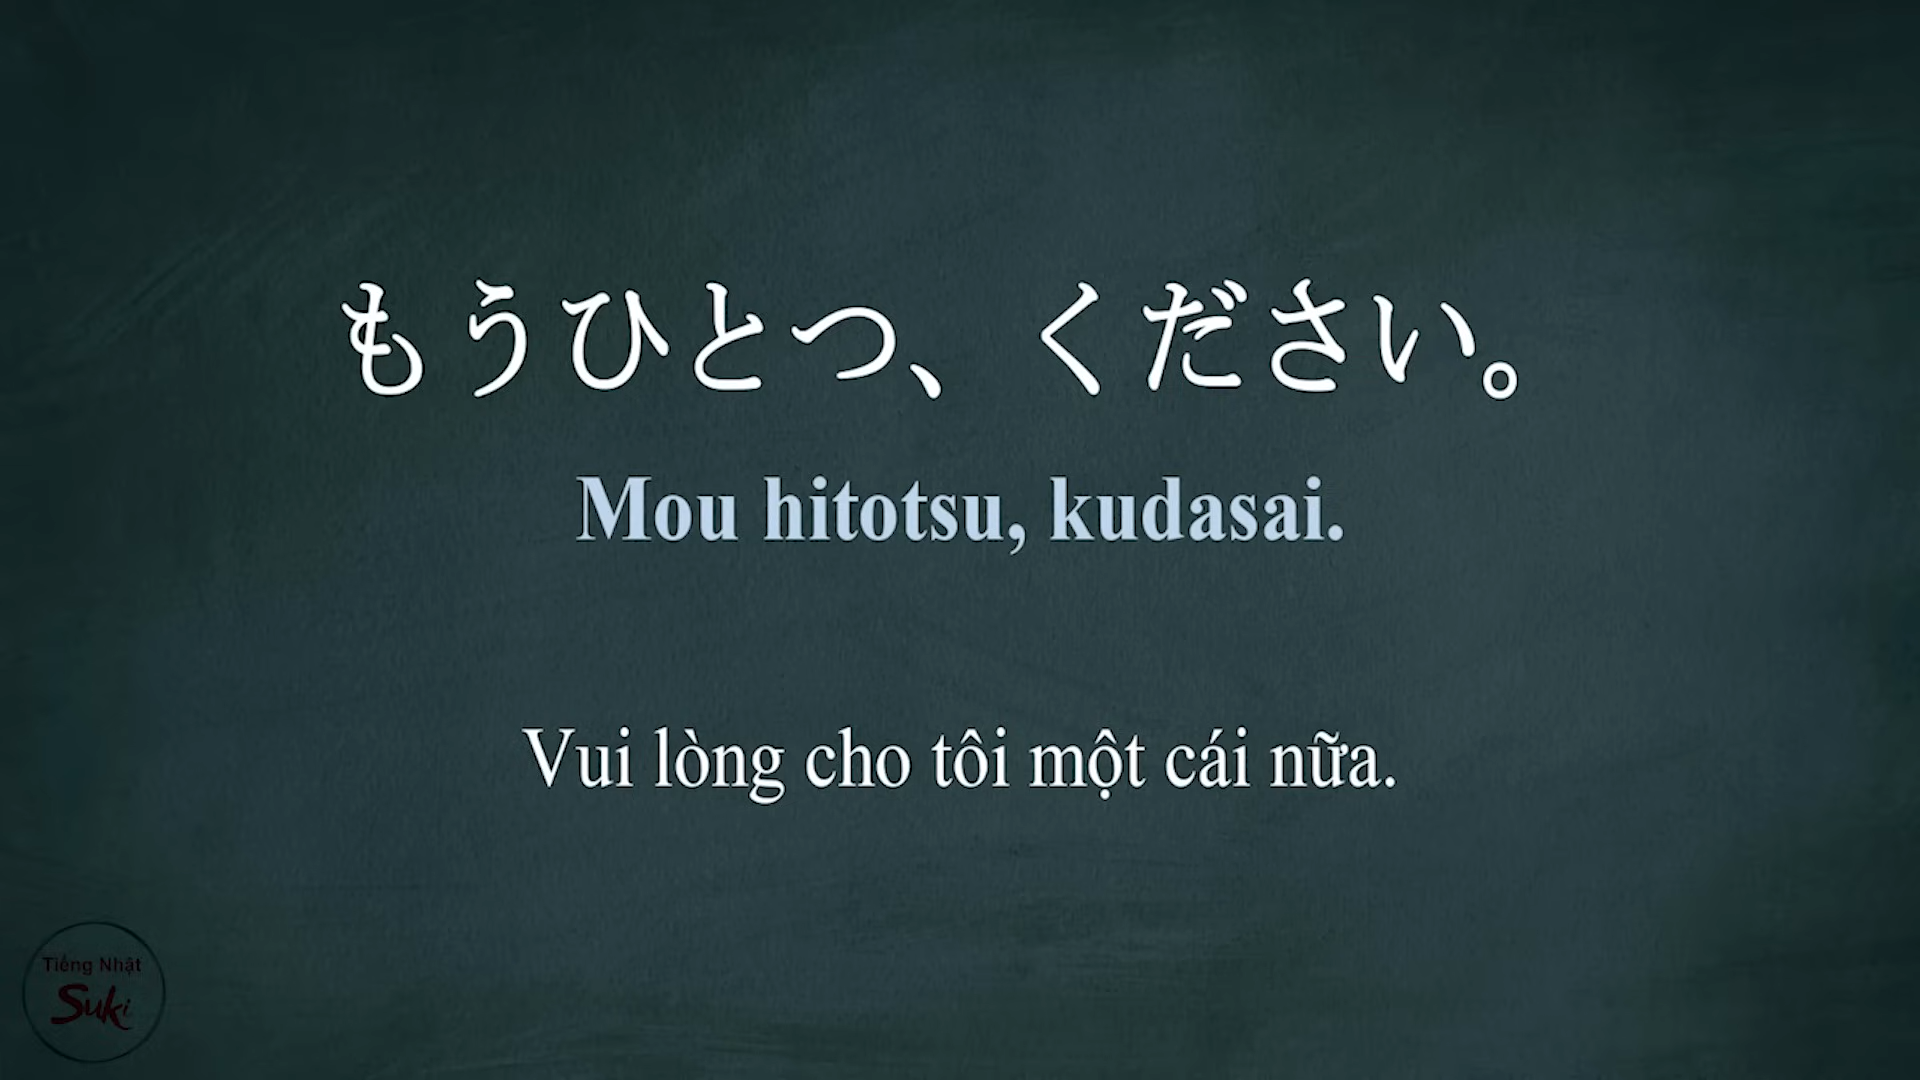 もうひとつ、ください。
Mou hitotsu, kudasai.
Vui lòng cho tôi một cái nữa.
Tiếng Nhật
Suki